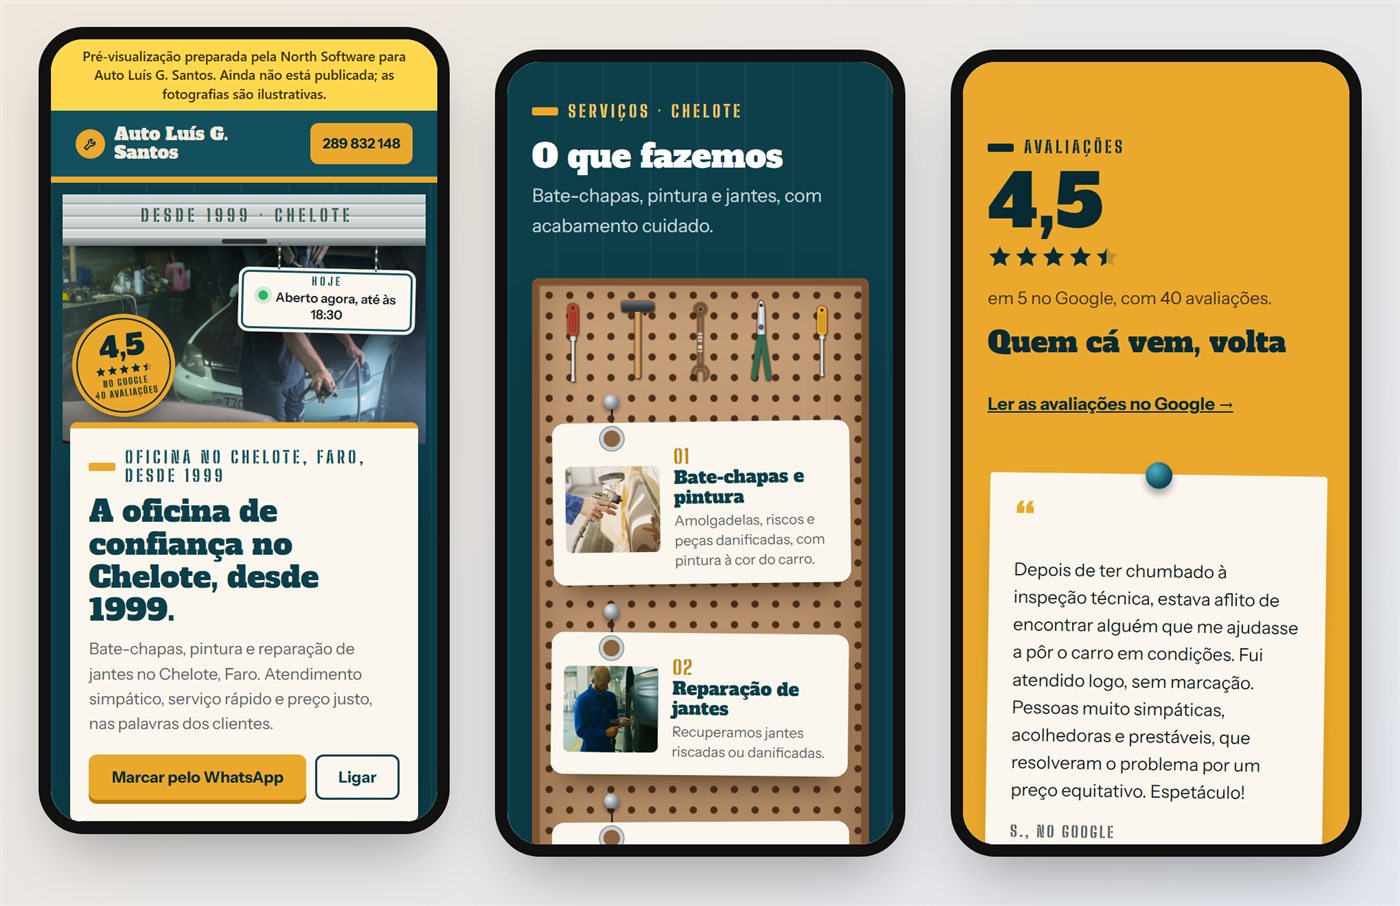 Pré-visualização preparada pela North Software para
Auto Luís G. Santos. Ainda não está publicada; as
fotografias são ilustrativas.
Auto Luís G.
Santos
289 832 148
DESDE 1999 · CHELOTE
HOJE
Aberto agora, até às
18:30
4,5
NO GOOGLE
40 AVALIAÇÕES
OFICINA NO CHELOTE, FARO,
DESDE 1999
A oficina de
confiança no
Chelote, desde
1999.
Bate-chapas, pintura e reparação de
jantes no Chelote, Faro. Atendimento
simpático, serviço rápido e preço justo,
nas palavras dos clientes.
Marcar pelo WhatsApp
Ligar
SERVIÇOS · CHELOTE
O que fazemos
Bate-chapas, pintura e jantes, com
acabamento cuidado.
01
Bate-chapas e
pintura
Amolgadelas, riscos e
peças danificadas, com
pintura à cor do carro.
02
Reparação de
jantes
Recuperamos jantes
riscadas ou danificadas.
AVALIAÇÕES
4,5
em 5 no Google, com 40 avaliações.
Quem cá vem, volta
Ler as avaliações no Google →
“
Depois de ter chumbado à
inspeção técnica, estava aflito de
encontrar alguém que me ajudasse
a pôr o carro em condições. Fui
atendido logo, sem marcação.
Pessoas muito simpáticas,
acolhedoras e prestáveis, que
resolveram o problema por um
preço equitativo. Espetáculo!
S., NO GOOGLE